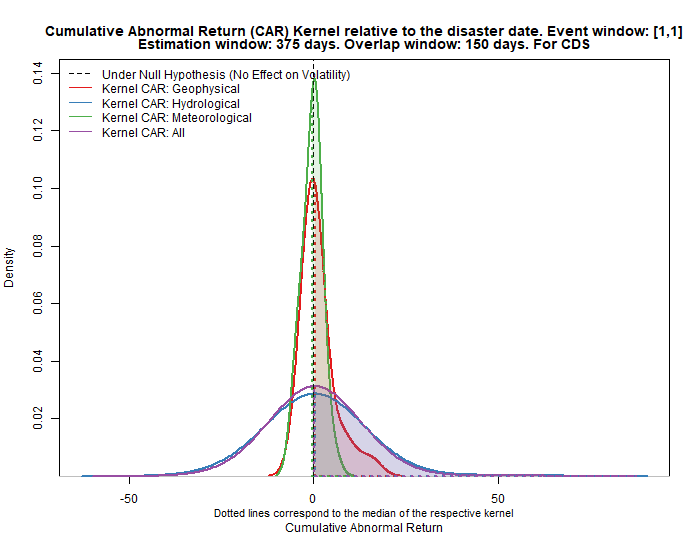 Cumulative Abnormal Return (CAR) Kernel relative to the disaster date. Event window: [1,1]
Estimation window: 375 days. Overlap window: 150 days. For CDS
Under Null Hypothesis (No Effect on Volatility)
Kernel CAR: Geophysical
Kernel CAR: Hydrological
Kernel CAR: Meteorological
Kernel CAR: All
0.14
0.12
0.10
0.08
0.06
0.04
0.02
Density
-50
0
50
Dotted lines correspond to the median of the respective kernel
Cumulative Abnormal Return